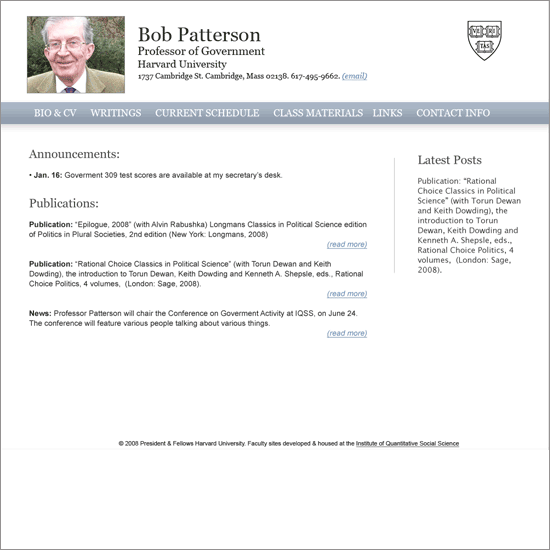 Bob Patterson
Professor of Government
Harvard University
1737 Cambridge St. Cambridge, Mass 02138. 617-495-9662. (email)
VE RI
TAS
BIO & CV WRITINGS CURRENT SCHEDULE CLASS MATERIALS LINKS CONTACT INFO
Announcements:
• Jan. 16: Goverment 309 test scores are available at my secretary's desk.
Publications:
Publication: “Epilogue, 2008” (with Alvin Rabushka) Longmans Classics in Political Science edition
of Politics in Plural Societies, 2nd edition (New York: Longmans, 2008)
(read more)
Publication: “Rational Choice Classics in Political Science” (with Torun Dewan and Keith
Dowding), the introduction to Torun Dewan, Keith Dowding and Kenneth A. Shepsle, eds., Rational
Choice Politics, 4 volumes, (London: Sage, 2008).
(read more)
News: Professor Patterson will chair the Conference on Goverment Activity at IQSS, on June 24.
The conference will feature various people talking about various things.
(read more)
Latest Posts
Publication: “Rational
Choice Classics in Political
Science” (with Torun Dewan
and Keith Dowding), the
introduction to Torun
Dewan, Keith Dowding and
Kenneth A. Shepsle, eds.,
Rational Choice Politics, 4
volumes, (London: Sage,
2008).
© 2008 President & Fellows Harvard University. Faculty sites developed & housed at the Institute of Quantitative Social Science